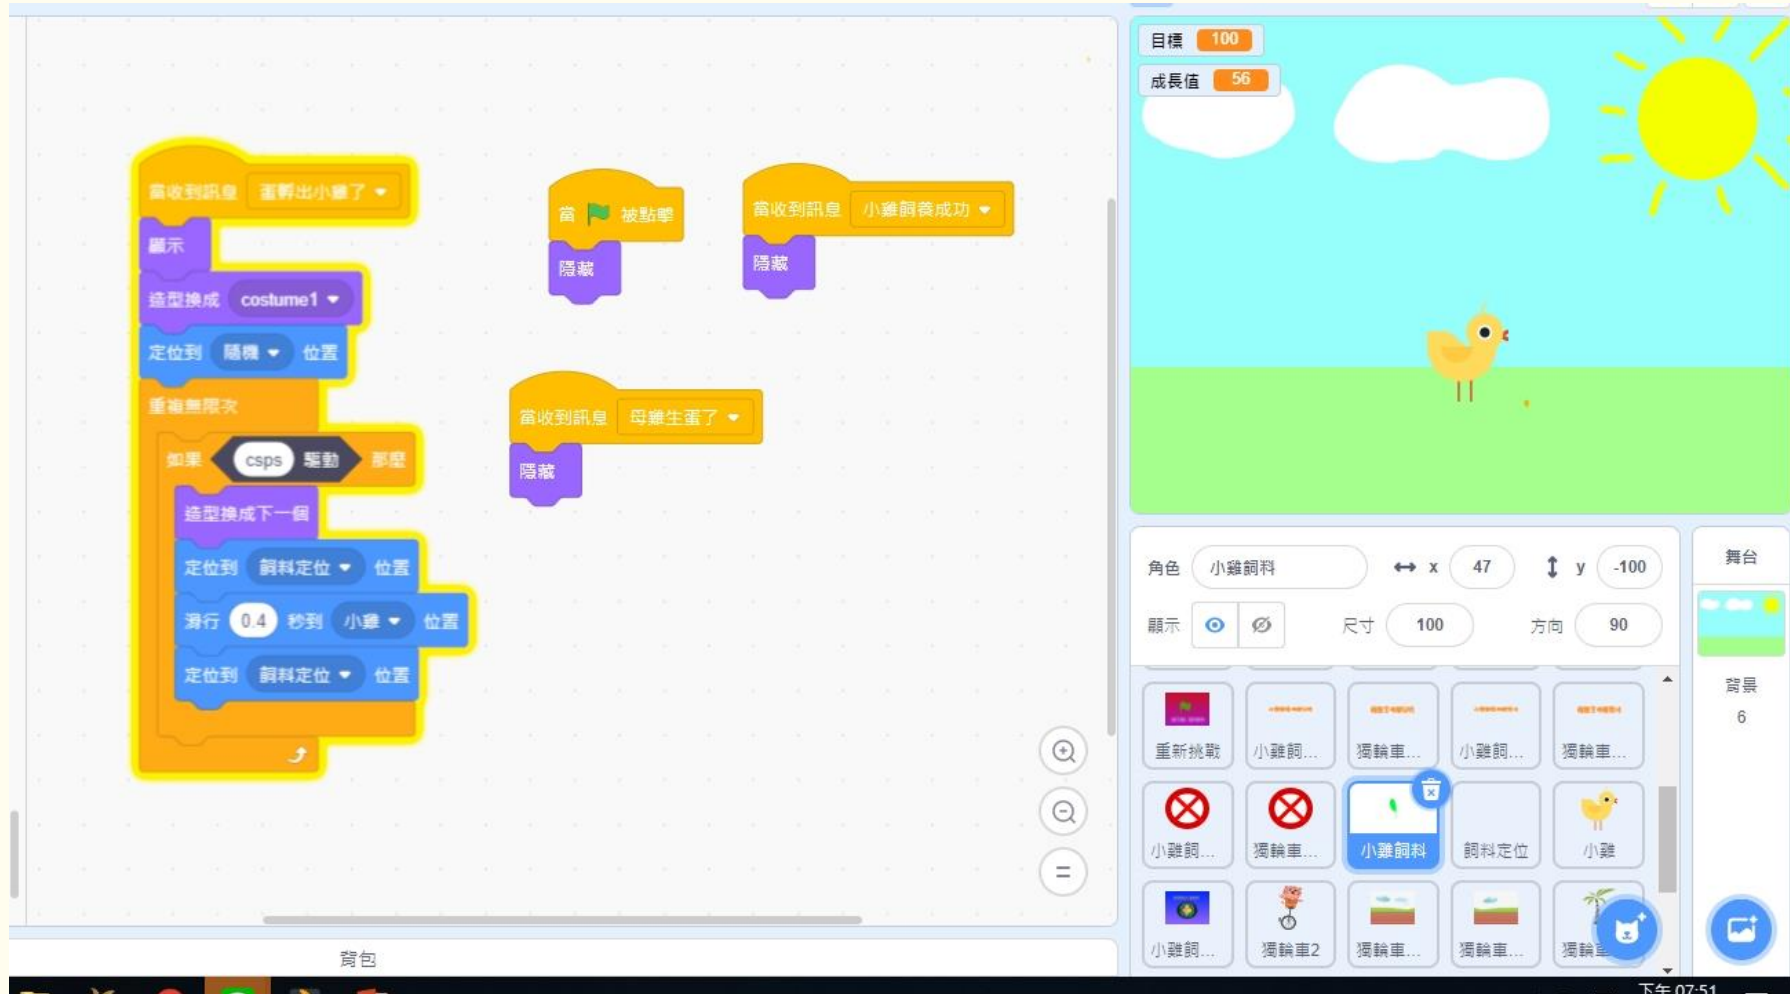 當收到訊息 蛋孵出小雞了
顯示
造型換成 costume1
定位到 隨機 位置
重複無限次
如果 csps 驅動 那麼
造型換成下一個
定位到 飼料定位 位置
滑行 0.4 秒到 小雞 位置
定位到 飼料定位 位置
當 被點擊
隱藏
當收到訊息 小雞飼養成功
隱藏
當收到訊息 母雞生蛋了
隱藏
背包
目標 100
成長值 56
角色 小雞飼料 x 47 y -100
顯示 尺寸 100 方向 90
重新挑戰 小雞飼... 獨輪車... 小雞飼... 獨輪車...
小雞飼... 獨輪車... 小雞飼料 飼料定位 小雞
小雞飼... 獨輪車2 獨輪車... 獨輪車... 獨輪車
舞台
背景
6
下午 07:51